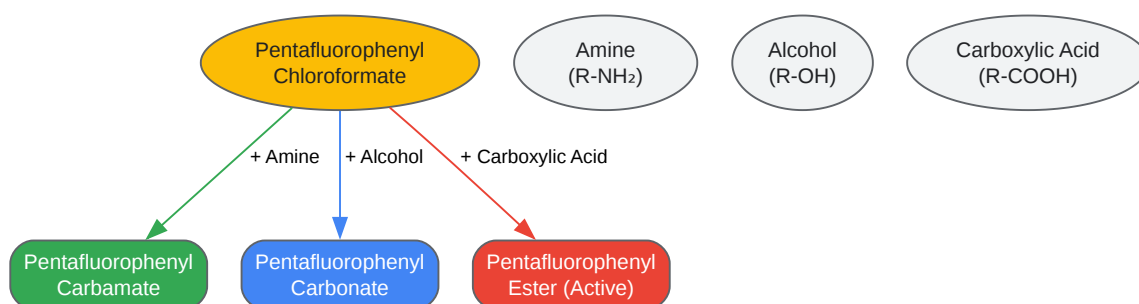 Pentafluorophenyl
Chloroformate
Amine
(R-NH₂)
Alcohol
(R-OH)
Carboxylic Acid
(R-COOH)
+ Amine
+ Alcohol
+ Carboxylic Acid
Pentafluorophenyl
Carbamate
Pentafluorophenyl
Carbonate
Pentafluorophenyl
Ester (Active)